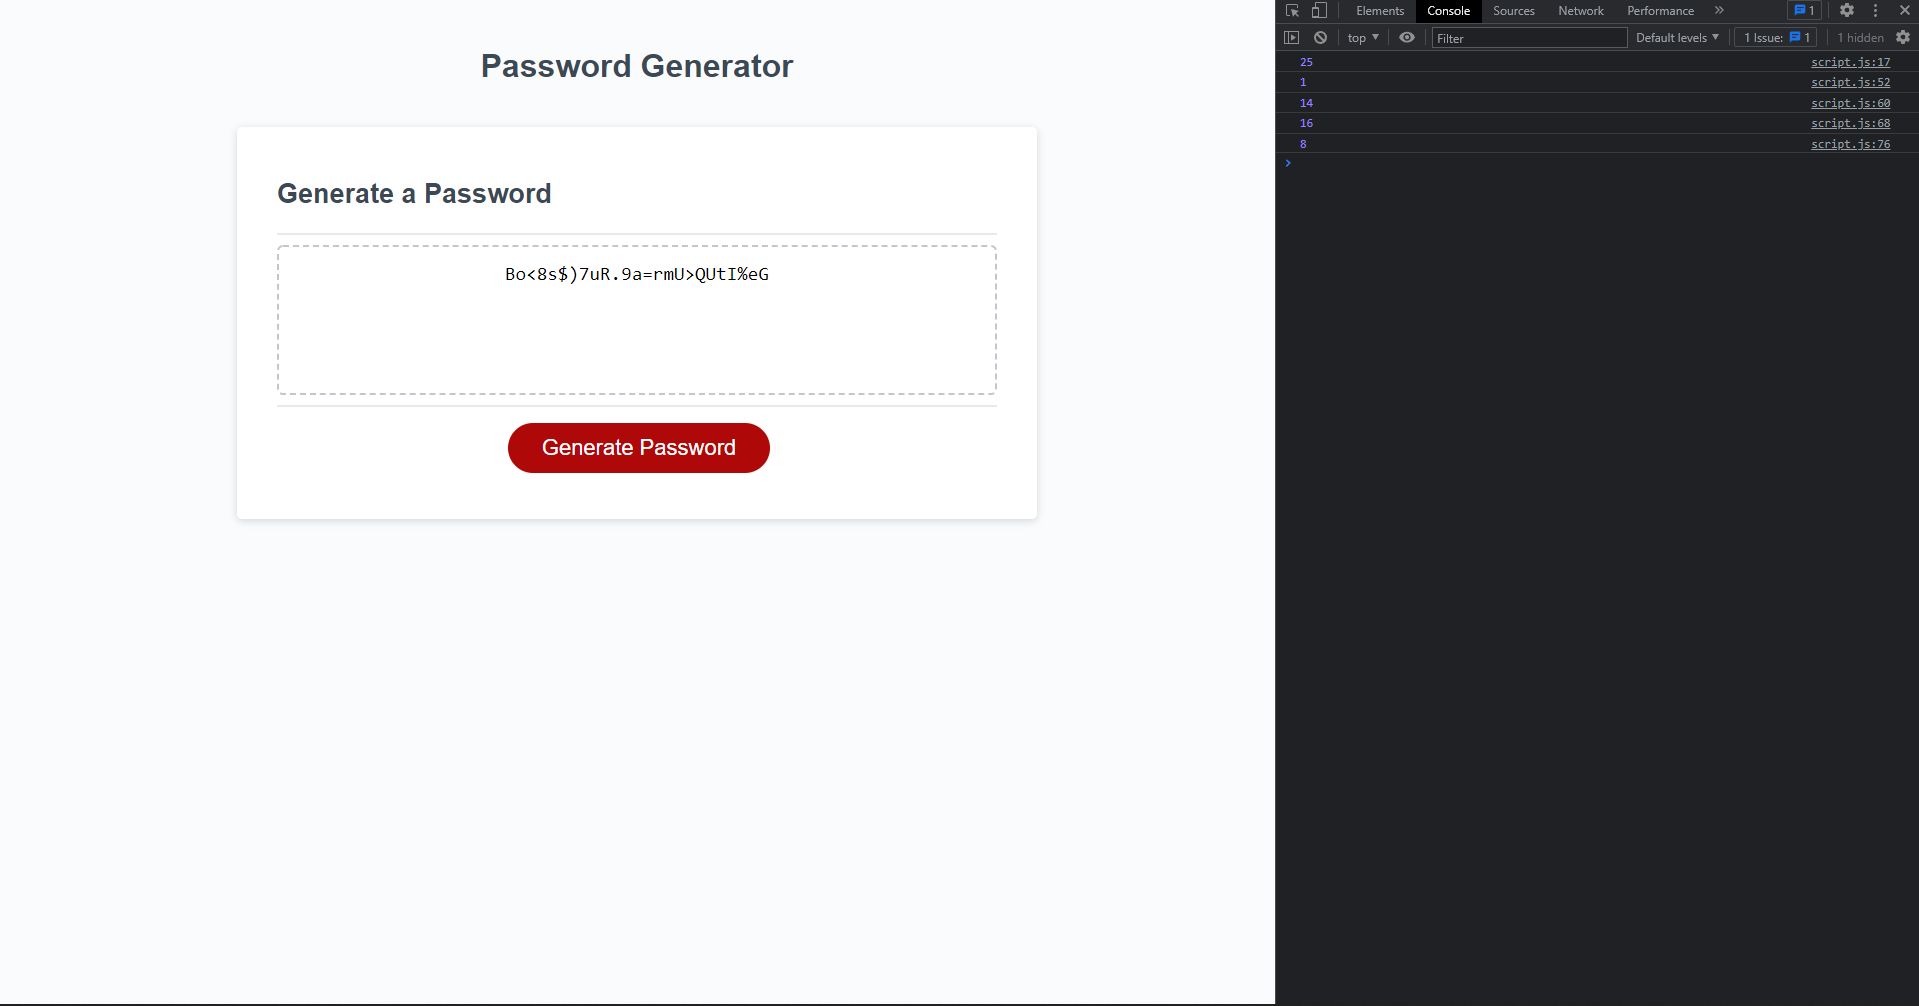 Password Generator
Generate a Password
Bo<8s$)7uR.9a=rmU>QUtI%eG
Generate Password
Elements Console Sources Network Performance » 1
top Filter Default levels 1 Issue: 1 1 hidden
25 script.js:17
1 script.js:52
14 script.js:60
16 script.js:68
8 script.js:76